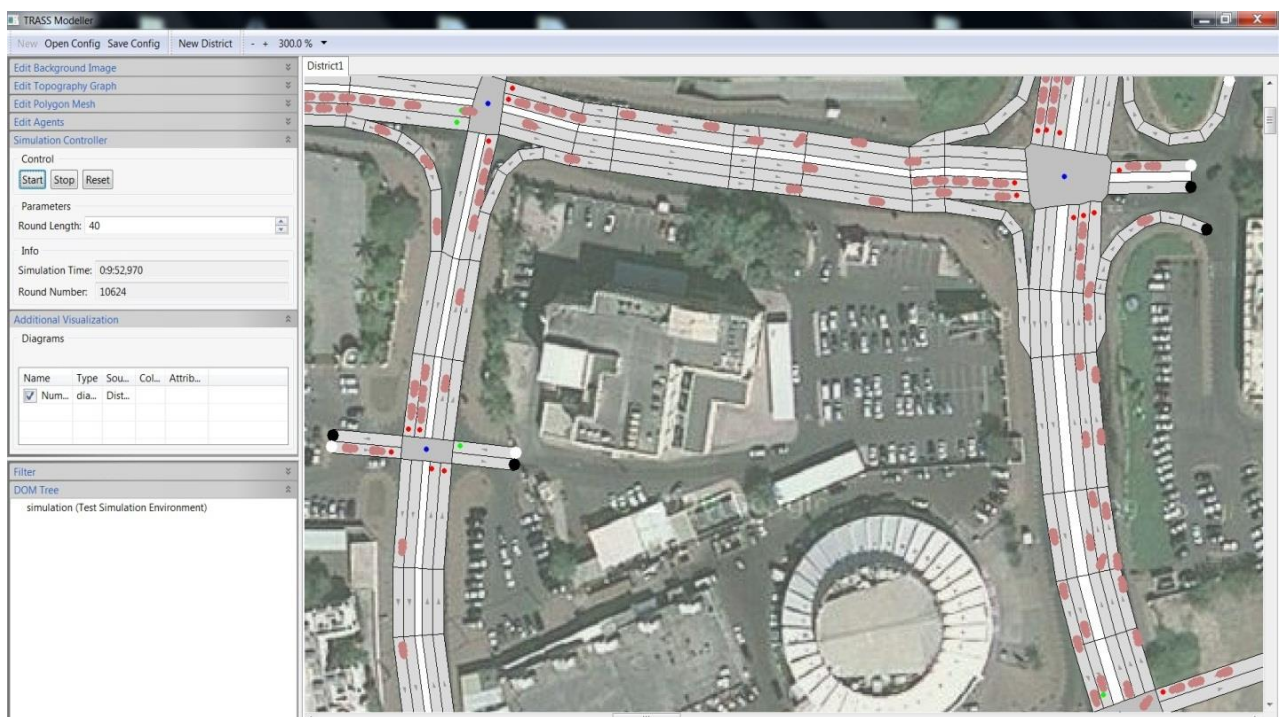 TRASS Modeller
New Open Config Save Config New District - + 300.0 %
Edit Background Image
Edit Topography Graph
Edit Polygon Mesh
Edit Agents
Simulation Controller
Control
Start Stop Reset
Parameters
Round Length: 40
Info
Simulation Time: 0:9:52,970
Round Number: 10624
Additional Visualization
Diagrams
Name Type Sou... Col... Attrib...
Num... dia... Dist...
Filter
DOM Tree
simulation (Test Simulation Environment)
District1